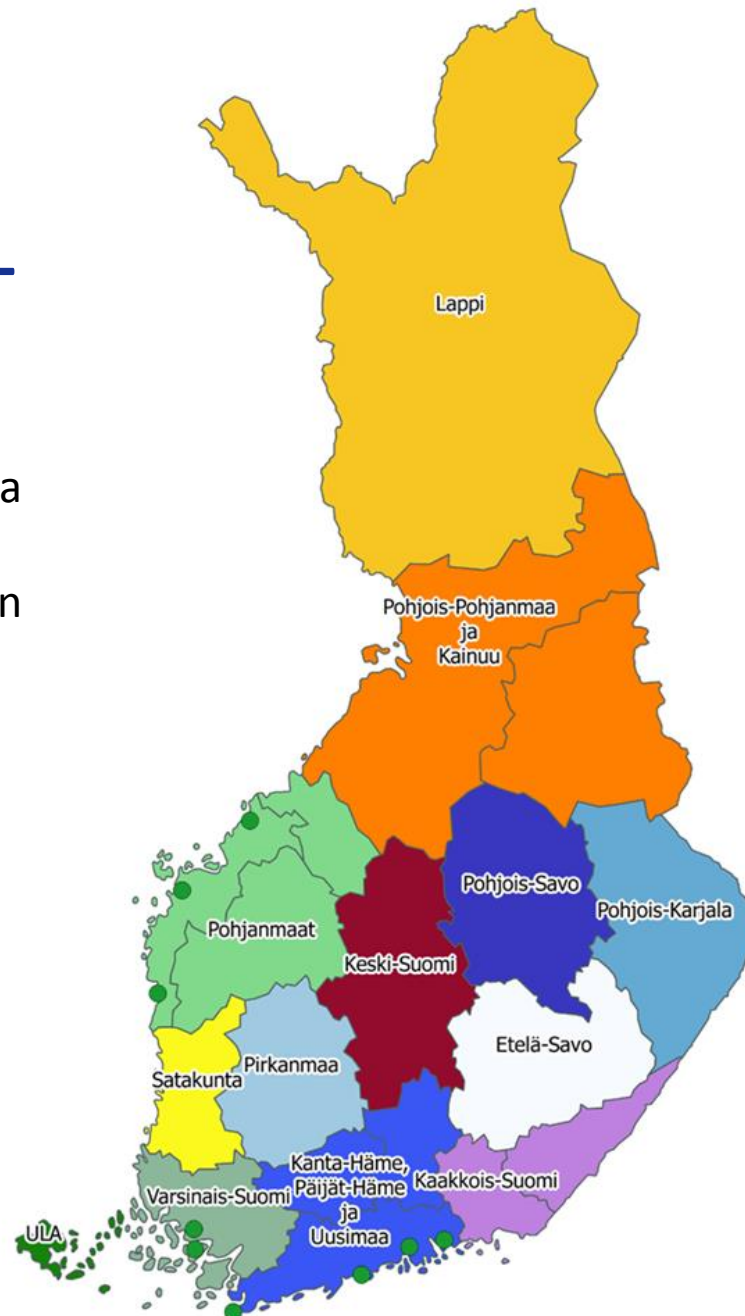 Lappi
a
n
Pohjois-Pohjanmaa
ja
Kainuu
Pohjois-Savo
Pohjois-Karjala
Pohjanmaat
Keski-Suomi
Etelä-Savo
Pirkanmaa
Satakunta
Kanta-Häme,
Päijät-Häme
ja
Uusimaa
Kaakkois-Suomi
Varsinais-Suomi
ULA